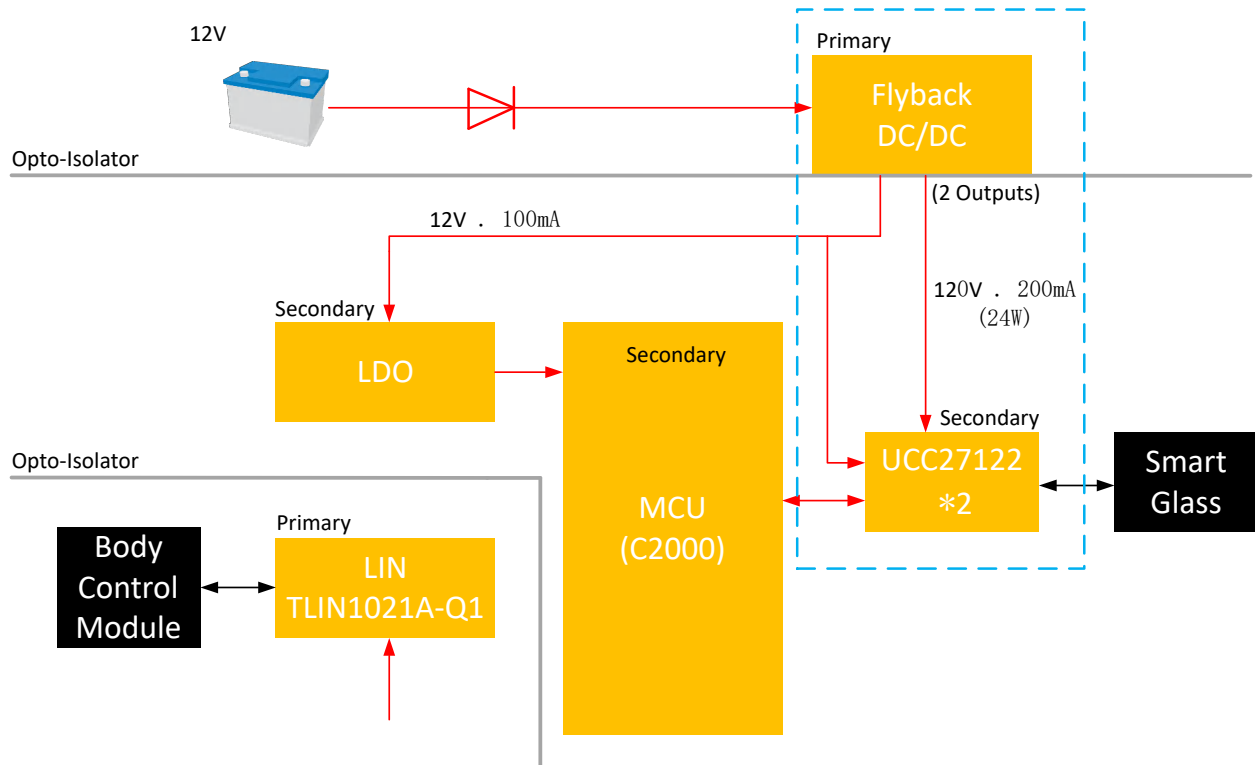 12V
Primary
Flyback
DC/DC
Opto-Isolator
(2 Outputs)
12V . 100mA
120V . 200mA
(24W)
Secondary
LDO
Secondary
MCU
(C2000)
Secondary
UCC27122
*2
Smart
Glass
Opto-Isolator
Primary
LIN
TLIN1021A-Q1
Body
Control
Module